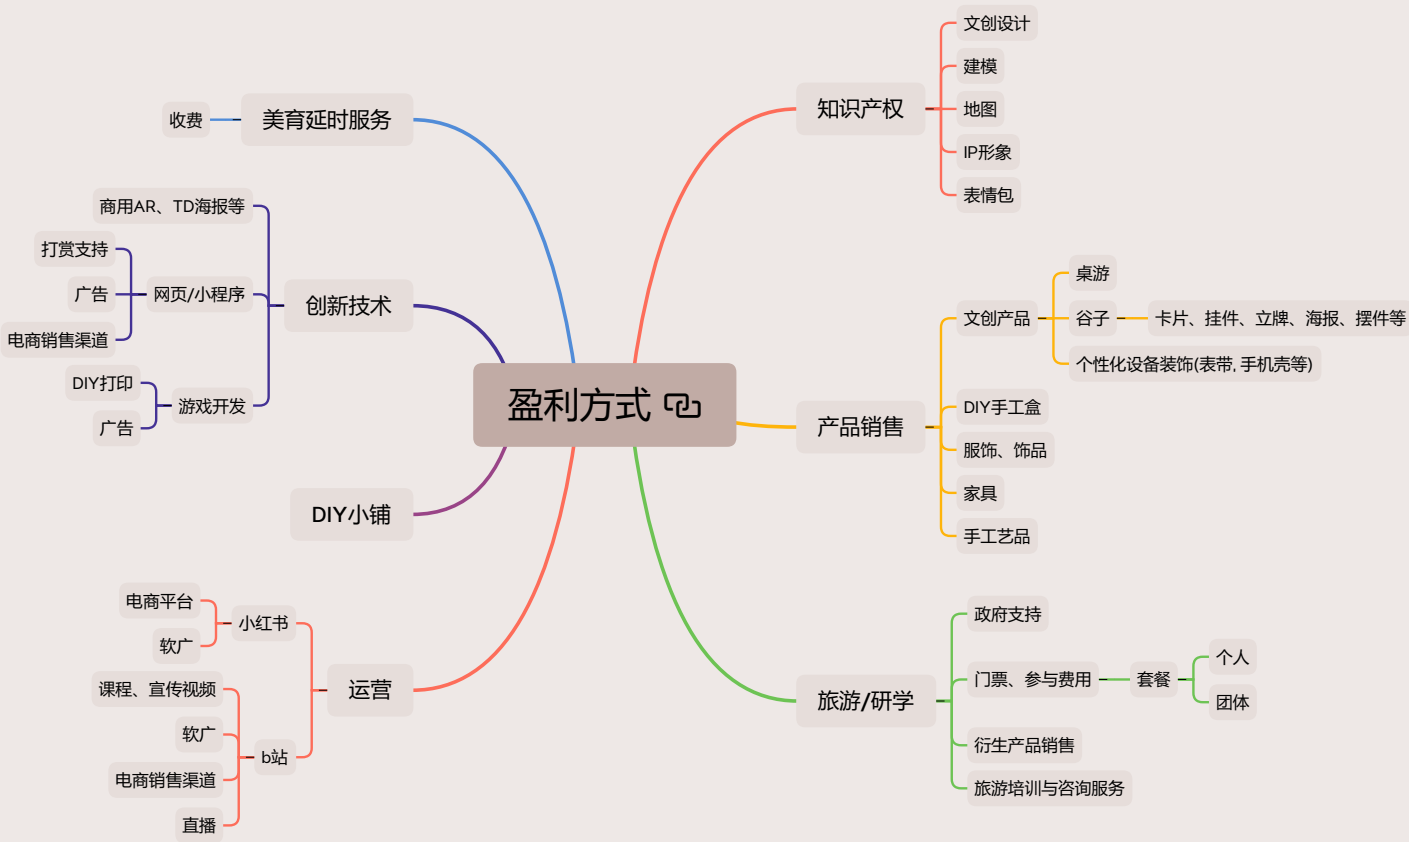 盈利方式
知识产权
文创设计
建模
地图
IP形象
表情包
产品销售
文创产品
桌游
谷子
卡片、挂件、立牌、海报、摆件等
个性化设备装饰(表带, 手机壳等)
DIY手工盒
服饰、饰品
家具
手工艺品
旅游/研学
政府支持
门票、参与费用
套餐
个人
团体
衍生产品销售
旅游培训与咨询服务
美育延时服务
收费
创新技术
商用AR、TD海报等
网页/小程序
打赏支持
广告
电商销售渠道
游戏开发
DIY打印
广告
DIY小铺
运营
小红书
电商平台
软广
b站
课程、宣传视频
软广
电商销售渠道
直播